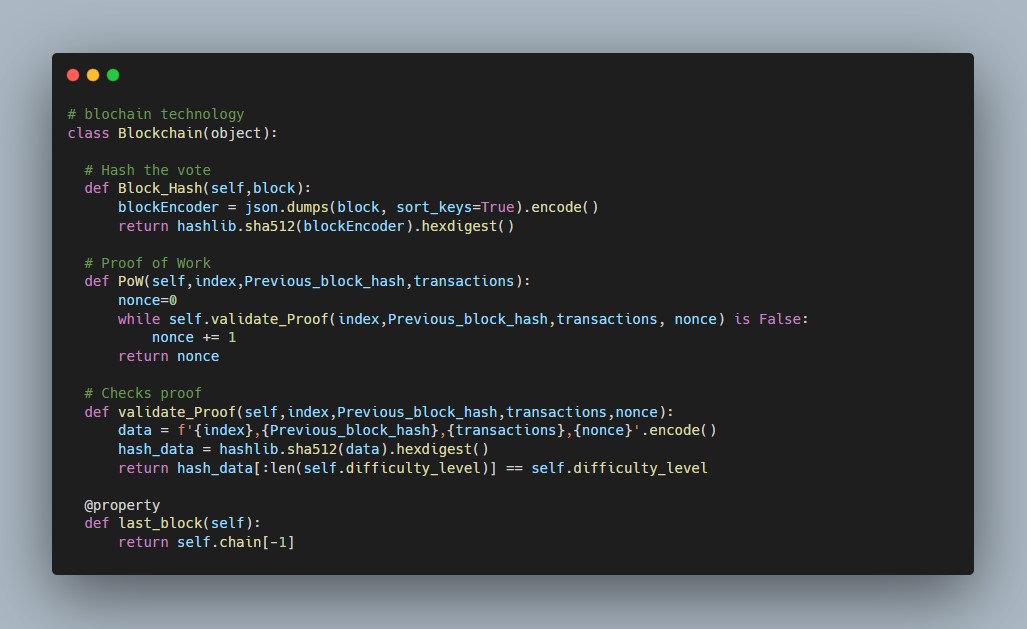 # blochain technology
class Blockchain(object):
# Hash the vote
def Block_Hash(self,block):
blockEncoder = json.dumps(block, sort_keys=True).encode()
return hashlib.sha512(blockEncoder).hexdigest()
# Proof of Work
def PoW(self,index,Previous_block_hash,transactions):
nonce=0
while self.validate_Proof(index,Previous_block_hash,transactions, nonce) is False:
nonce += 1
return nonce
# Checks proof
def validate_Proof(self,index,Previous_block_hash,transactions,nonce):
data = f'{index},{Previous_block_hash},{transactions},{nonce}'.encode()
hash_data = hashlib.sha512(data).hexdigest()
return hash_data[:len(self.difficulty_level)] == self.difficulty_level
@property
def last_block(self):
return self.chain[-1]